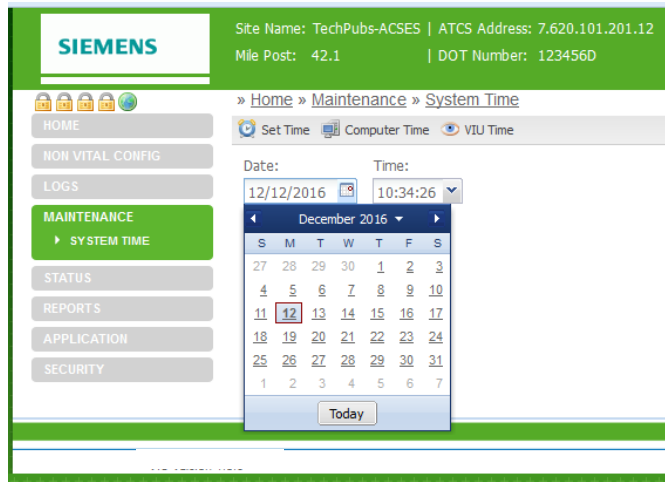 SIEMENS
Site Name: TechPubs-ACSES | ATCS Address: 7.620.101.201.12
Mile Post: 42.1 | DOT Number: 123456D
» Home » Maintenance » System Time
HOME
Set Time Computer Time VIU Time
NON VITAL CONFIG
Date: Time:
LOGS
12/12/2016 10:34:26
MAINTENANCE
December 2016
SYSTEM TIME
S M T W T F S
27 28 29 30 1 2 3
STATUS
4 5 6 7 8 9 10
REPORTS
11 12 13 14 15 16 17
APPLICATION
18 19 20 21 22 23 24
SECURITY
25 26 27 28 29 30 31
1 2 3 4 5 6 7
Today